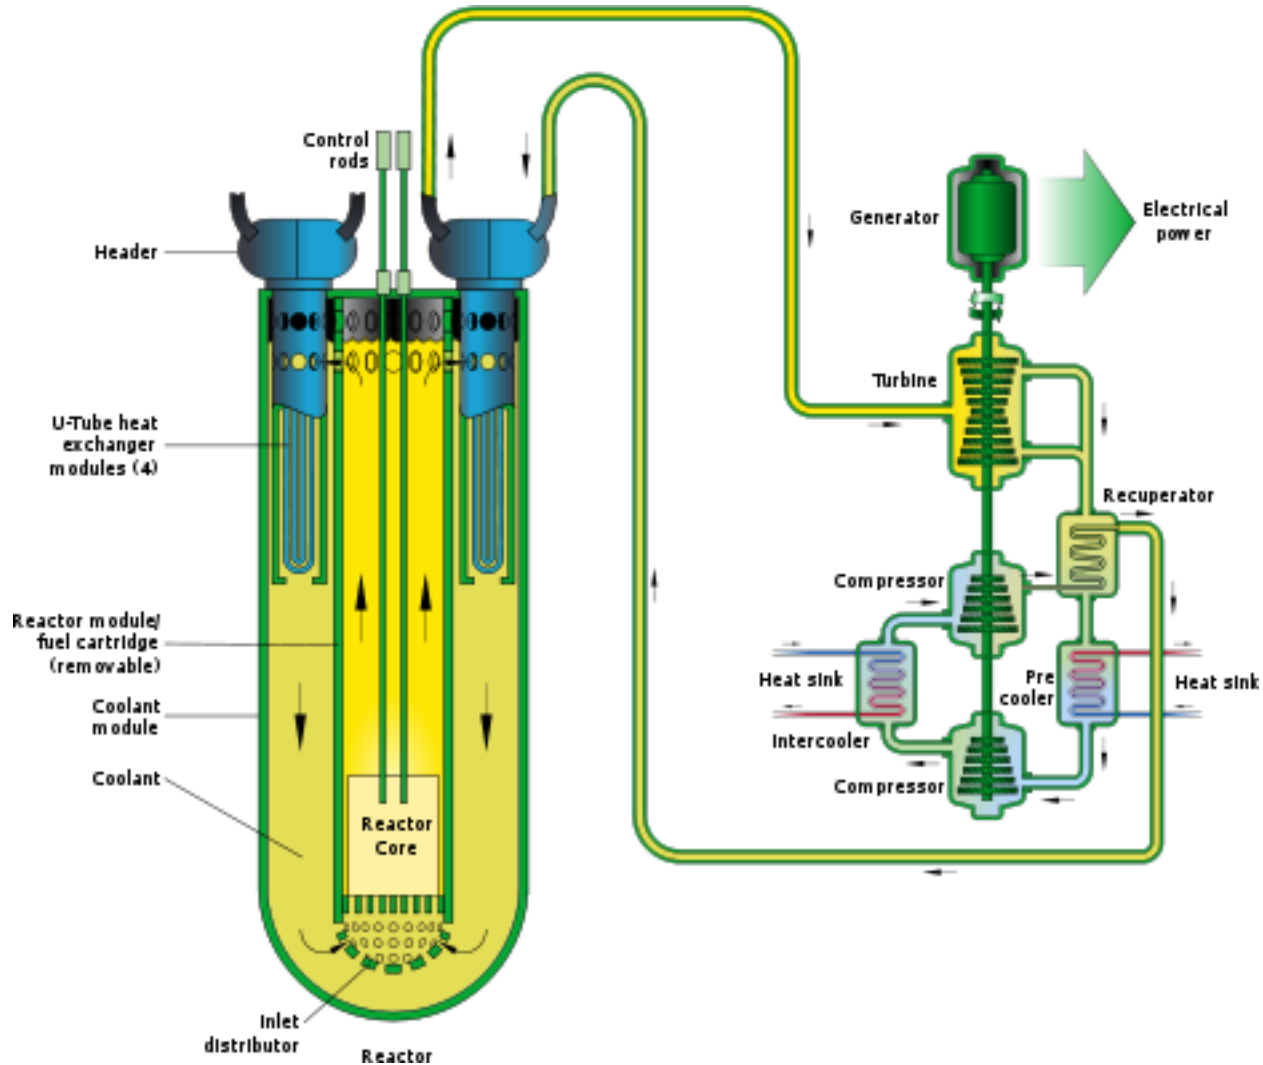 Control
rods
Header
U-Tube heat
exchanger
modules (4)
Reactor module/
fuel cartridge
(removable)
Coolant
module
Coolant
Reactor
Core
Inlet
distributor
Reactor
Generator
Electrical
power
Turbine
Recuperator
Compressor
Heat sink
Pre
cooler
Heat sink
Intercooler
Compressor